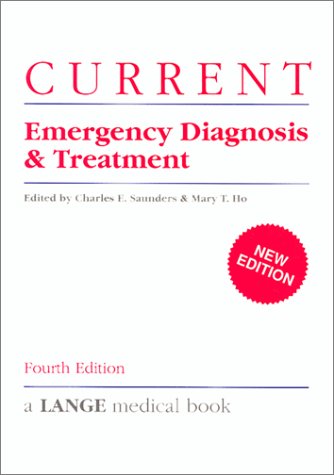 CURRENT
Emergency Diagnosis
& Treatment
Edited by Charles E. Saunders & Mary T. Ho
NEW
EDITION
Fourth Edition
a LANGE medical book